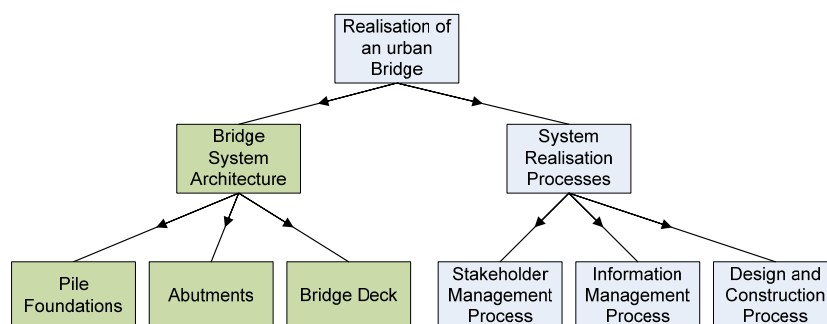 Realisation of
an urban
Bridge
Bridge
System
Architecture
System
Realisation
Processes
Pile
Foundations
Abutments
Bridge Deck
Stakeholder
Management
Process
Information
Management
Process
Design and
Construction
Process